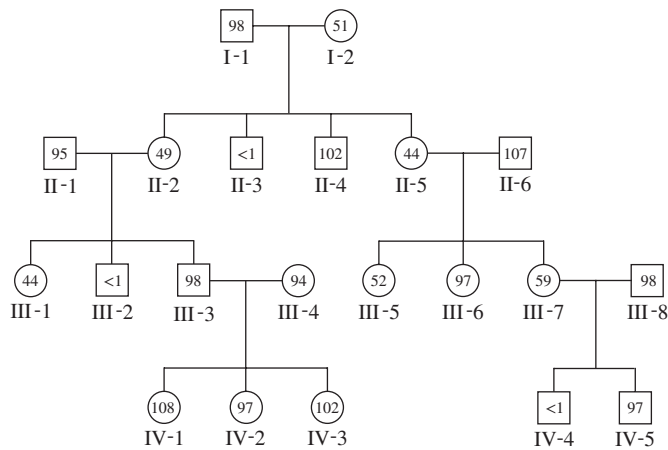 98 51
I-1 I-2
95 49 <1 102 44 107
II-1 II-2 II-3 II-4 II-5 II-6
44 <1 98 94 52 97 59 98
III-1 III-2 III-3 III-4 III-5 III-6 III-7 III-8
108 97 102 <1 97
IV-1 IV-2 IV-3 IV-4 IV-5